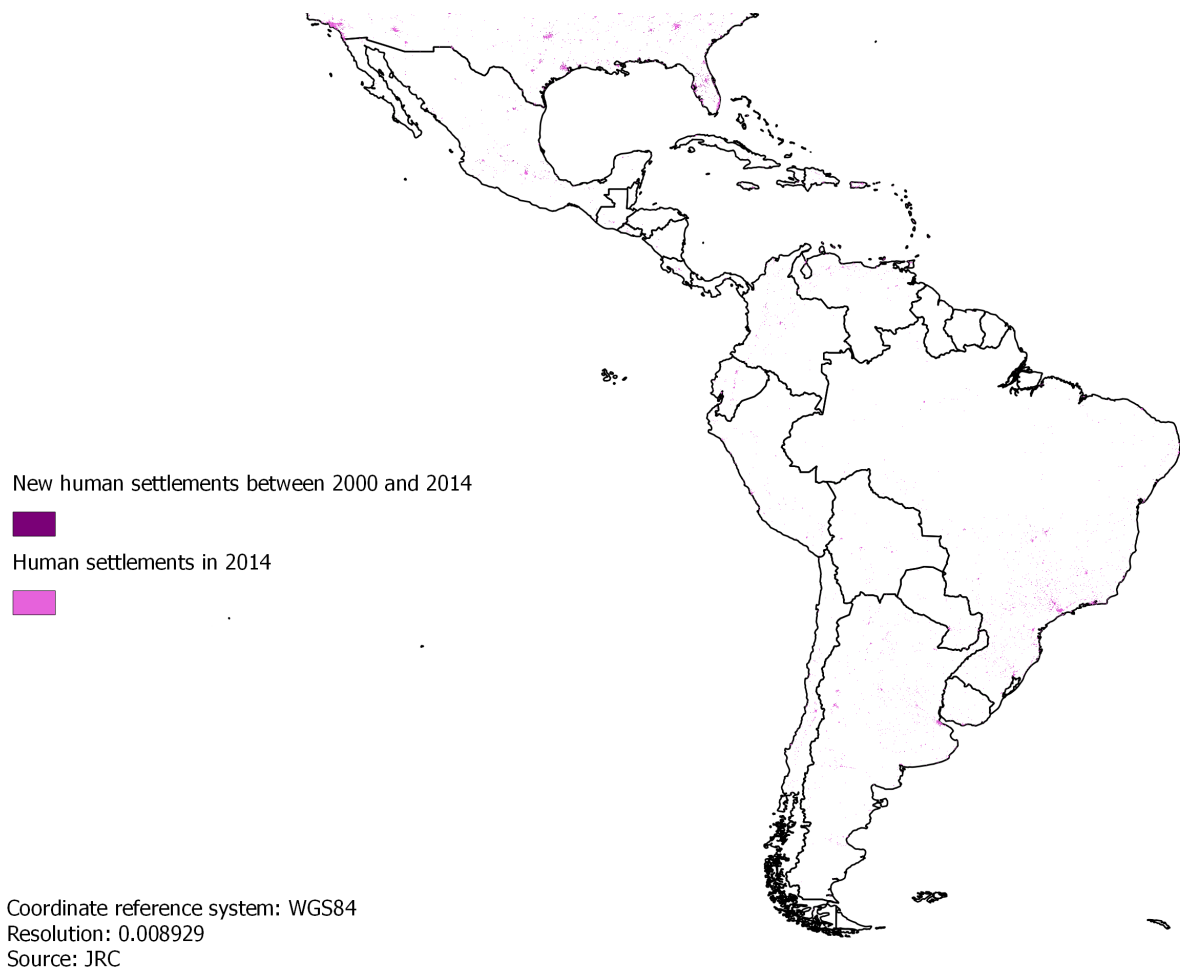 New human settlements between 2000 and 2014
Human settlements in 2014
Coordinate reference system: WGS84
Resolution: 0.008929
Source: JRC